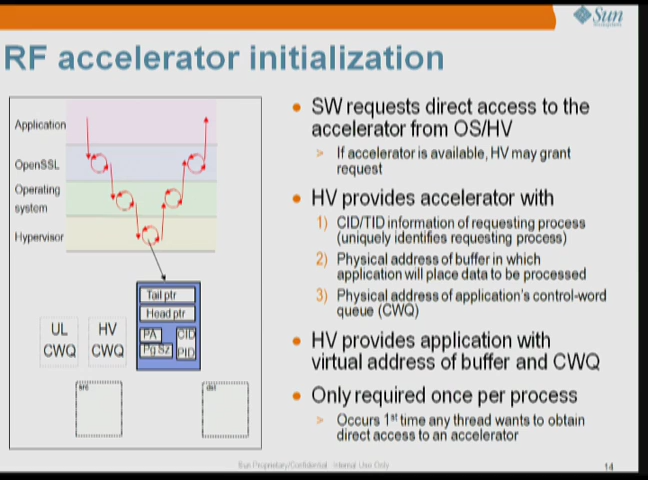 Sun
RF accelerator initialization
Application
OpenSSL
Operating
system
Hypervisor
Tail ptr
Head ptr
PA
CID
Pg Sz
PID
UL
CWQ
HV
CWQ
src
dst
• SW requests direct access to the
accelerator from OS/HV
> If accelerator is available, HV may grant
request
• HV provides accelerator with
1) CID/TID information of requesting process
(uniquely identifies requesting process)
2) Physical address of buffer in which
application will place data to be processed
3) Physical address of application's control-word
queue (CWQ)
• HV provides application with
virtual address of buffer and CWQ
• Only required once per process
> Occurs 1st time any thread wants to obtain
direct access to an accelerator
Sun Proprietary/Confidential: Internal Use Only
14